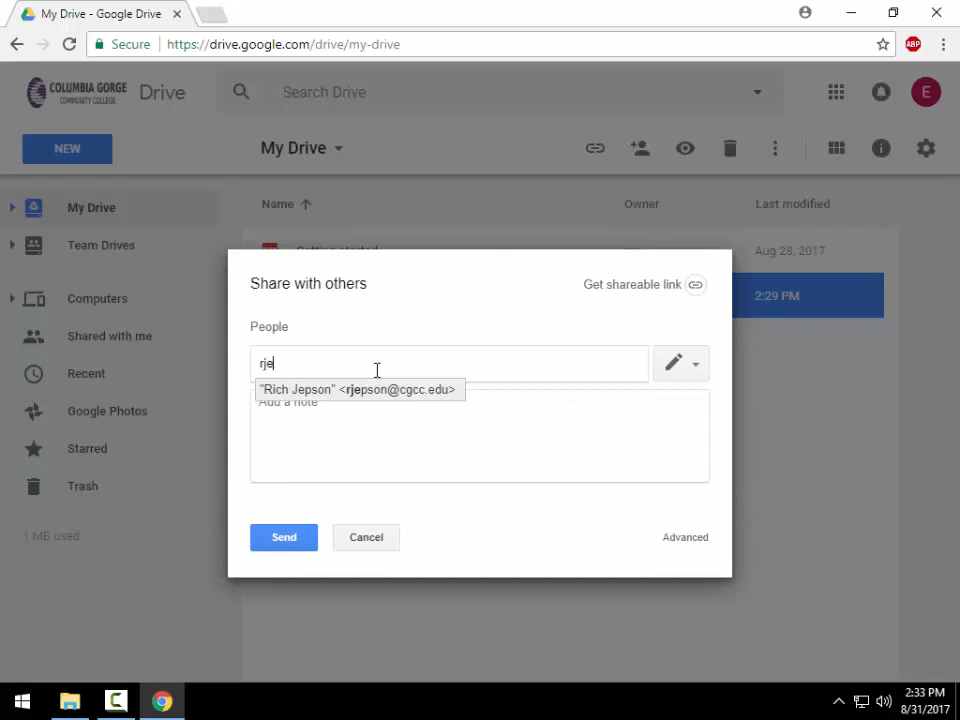 My Drive - Google Drive
Secure https://drive.google.com/drive/my-drive
ABP
COLUMBIA GORGE
COMMUNITY COLLEGE
Drive
Search Drive
E
NEW
My Drive
My Drive
Team Drives
Computers
Shared with me
Recent
Google Photos
Starred
Trash
1 MB used
Name
Owner
Last modified
Getting started
Aug 28, 2017
2:29 PM
Share with others
Get shareable link
People
rje
"Rich Jepson" <rjepson@cgcc.edu>
Add a note
Send
Cancel
Advanced
2:33 PM
8/31/2017